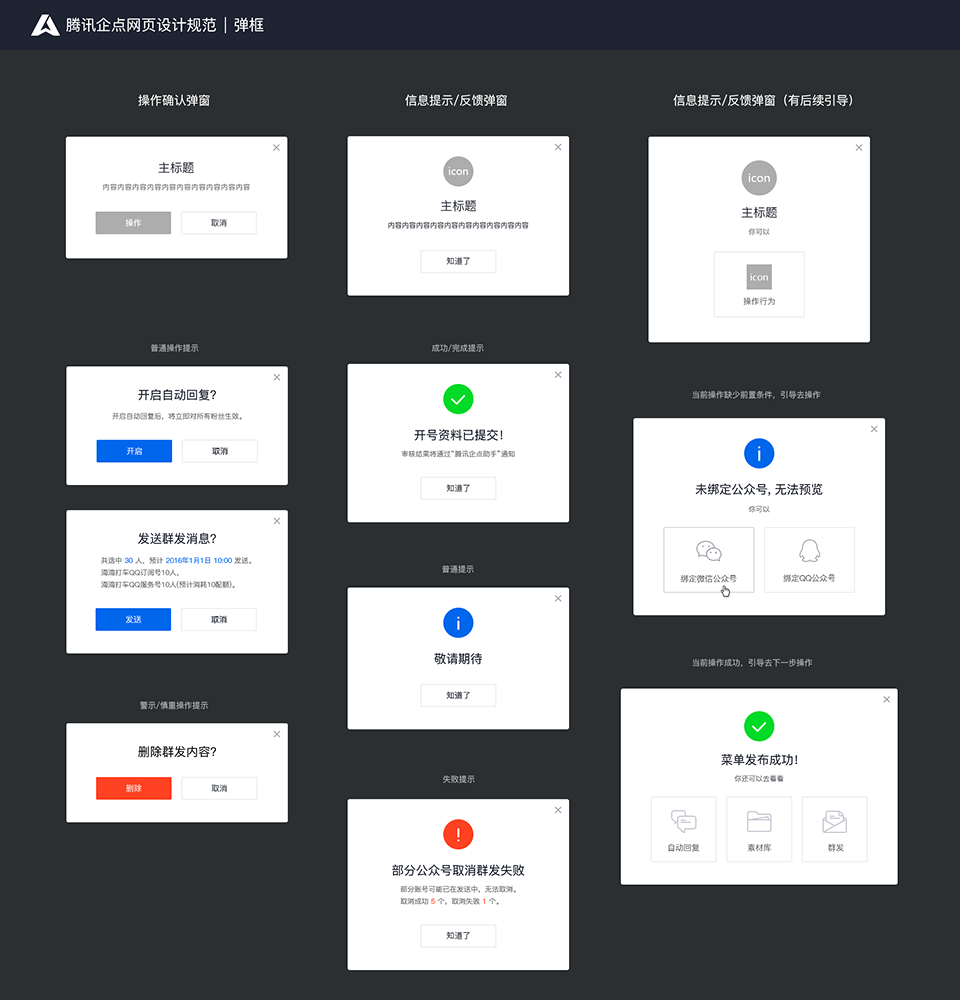 腾讯企点网页设计规范 | 弹框
操作确认弹窗
主标题
内容内容内容内容内容内容内容内容内容内容
操作
取消
普通操作提示
开启自动回复?
开启自动回复后，将立即对所有粉丝生效。
开启
取消
发送群发消息?
共选中 30 人，预计 2016年1月1日 10:00 发送。
滴滴打车QQ订阅号10人，
滴滴打车QQ服务号10人(预计消耗10配额)。
发送
取消
警示/慎重操作提示
删除群发内容?
删除
取消
信息提示/反馈弹窗
icon
主标题
内容内容内容内容内容内容内容内容内容内容
知道了
成功/完成提示
开号资料已提交!
审核结果将通过“腾讯企点助手”通知
知道了
普通提示
i
敬请期待
知道了
失败提示
!
部分公众号取消群发失败
部分账号可能已在发送中，无法取消。
取消成功 5 个，取消失败 1 个。
知道了
信息提示/反馈弹窗（有后续引导）
icon
主标题
你可以
icon
操作行为
当前操作缺少前置条件，引导去操作
i
未绑定公众号, 无法预览
你可以
绑定微信公众号
绑定QQ公众号
当前操作成功，引导去下一步操作
菜单发布成功!
你还可以去看看
自动回复
素材库
群发